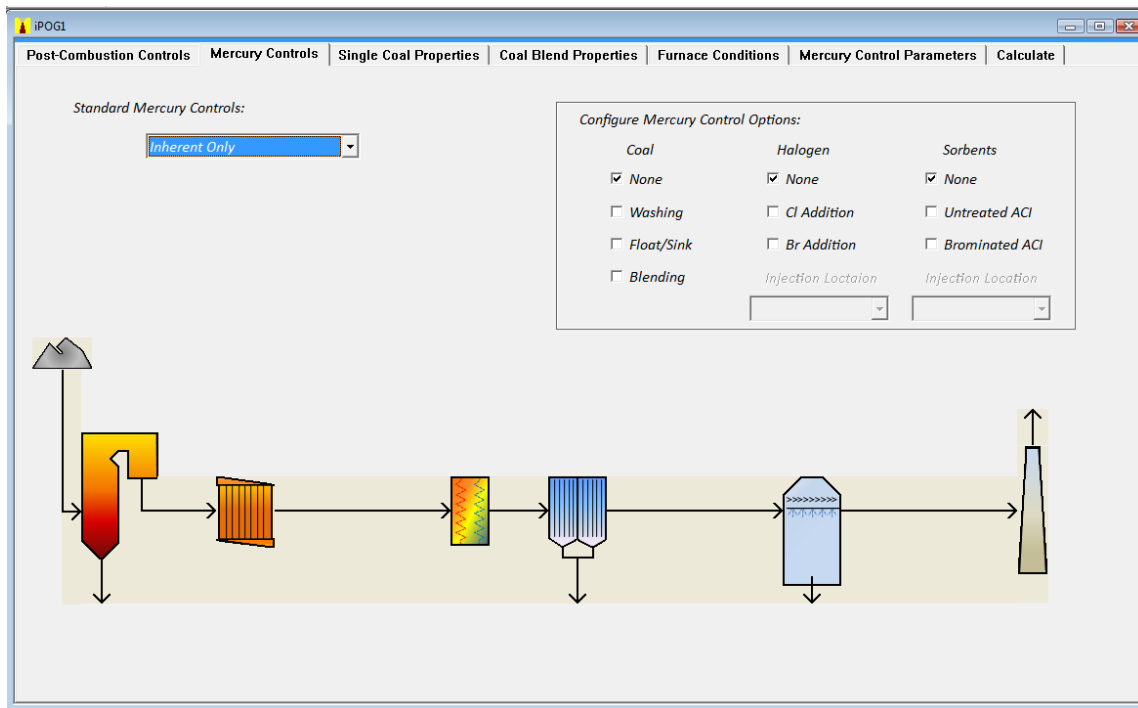 iPOG1
Post-Combustion Controls Mercury Controls Single Coal Properties Coal Blend Properties Furnace Conditions Mercury Control Parameters Calculate
Standard Mercury Controls:
Inherent Only
Configure Mercury Control Options:
Coal Halogen Sorbents
None None None
Washing Cl Addition Untreated ACI
Float/Sink Br Addition Brominated ACI
Blending Injection Loctaion Injection Location
>>>>>>>>>